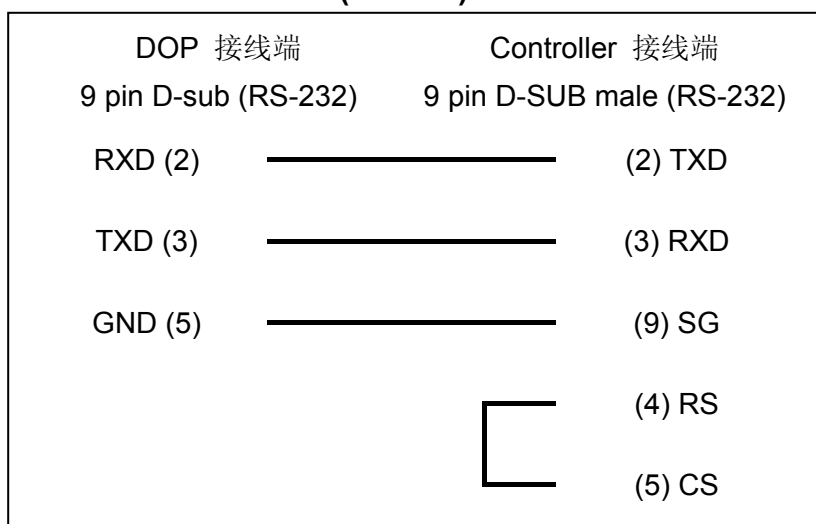 DOP 接线端 Controller 接线端
9 pin D-sub (RS-232) 9 pin D-SUB male (RS-232)
RXD (2) (2) TXD
TXD (3) (3) RXD
GND (5) (9) SG
(4) RS
(5) CS